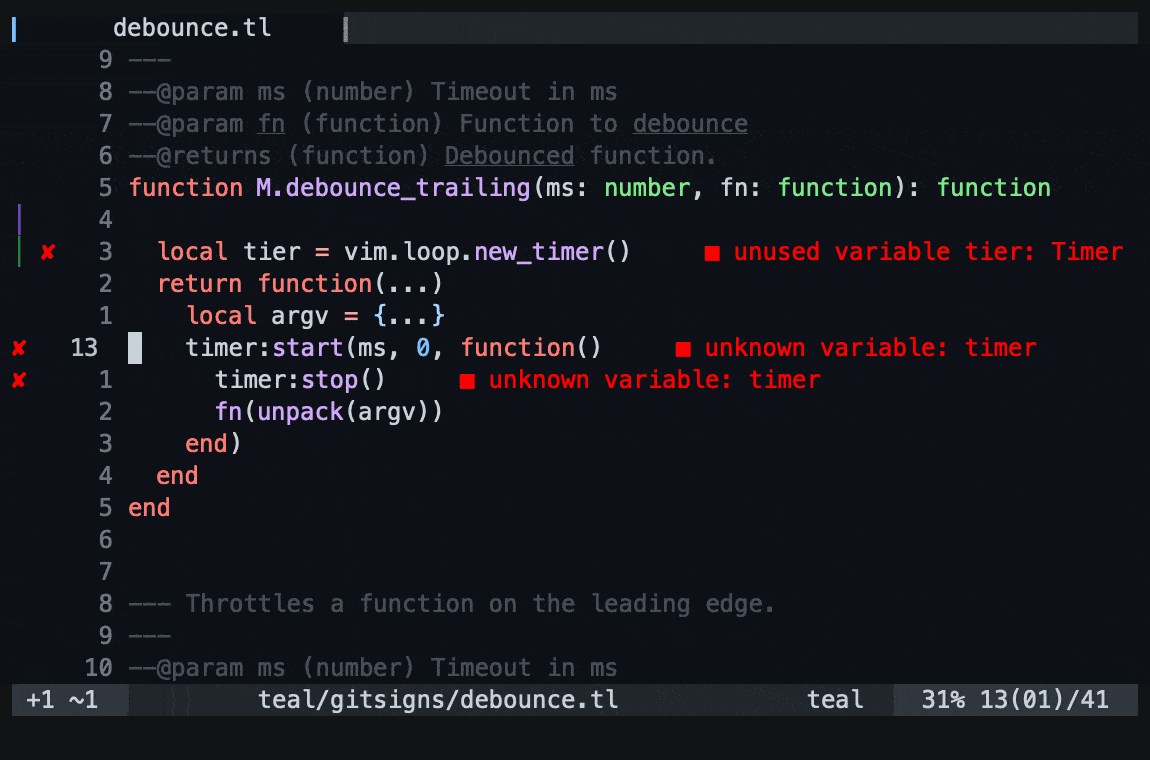 debounce.tl
9 ---
8 --@param ms (number) Timeout in ms
7 --@param fn (function) Function to debounce
6 --@returns (function) Debounced function.
5 function M.debounce_trailing(ms: number, fn: function): function
4
✘ 3 local tier = vim.loop.new_timer() ■ unused variable tier: Timer
2 return function(...)
1 local argv = {...}
✘ 13 timer:start(ms, 0, function() ■ unknown variable: timer
✘ 1 timer:stop() ■ unknown variable: timer
2 fn(unpack(argv))
3 end)
4 end
5 end
6
7
8 --- Throttles a function on the leading edge.
9 ---
10 --@param ms (number) Timeout in ms
+1 ~1 teal/gitsigns/debounce.tl teal 31% 13(01)/41